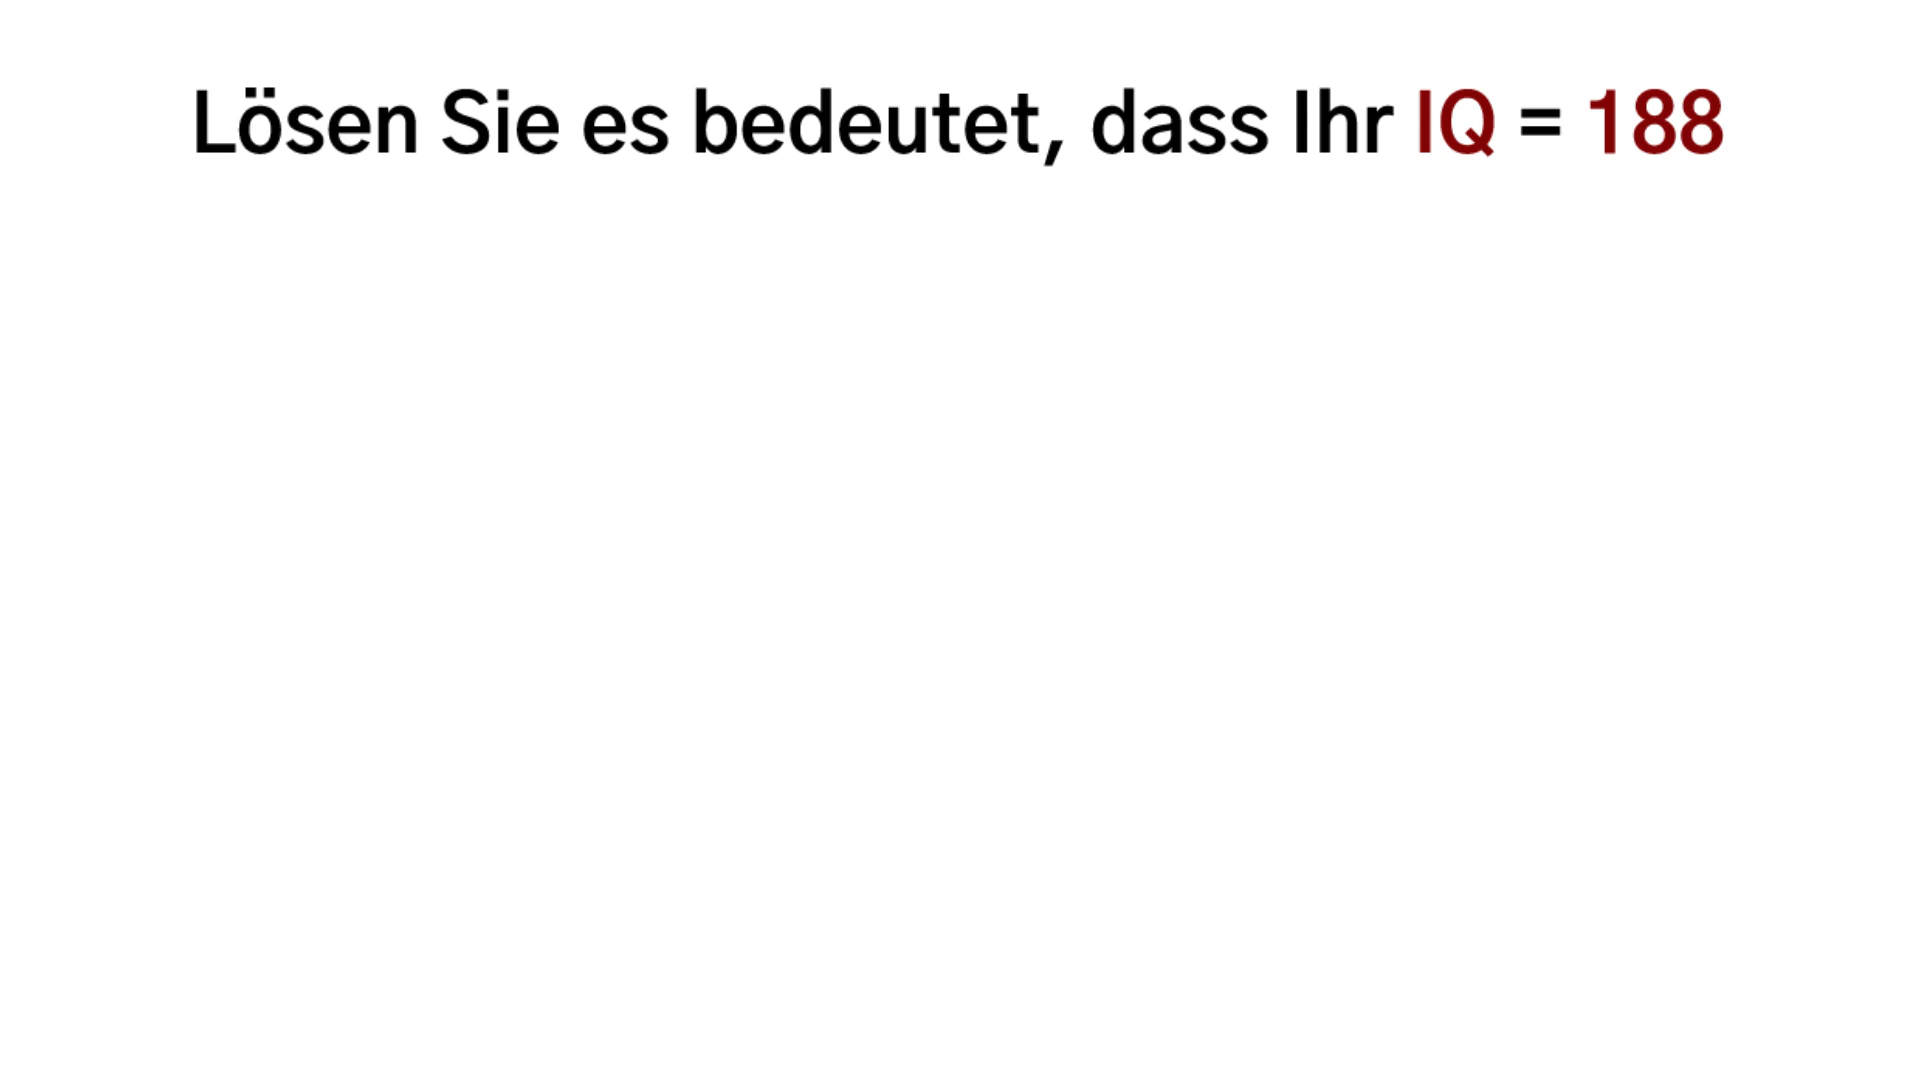 Lösen Sie es bedeutet, dass Ihr IQ = 188